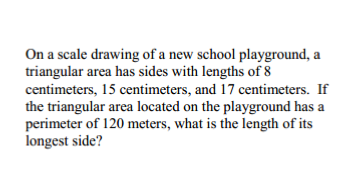 On a scale drawing of a new school playground, a
triangular area has sides with lengths of 8
centimeters, 15 centimeters, and 17 centimeters.  If
the triangular area located on the playground has a
perimeter of 120 meters, what is the length of its
longest side?